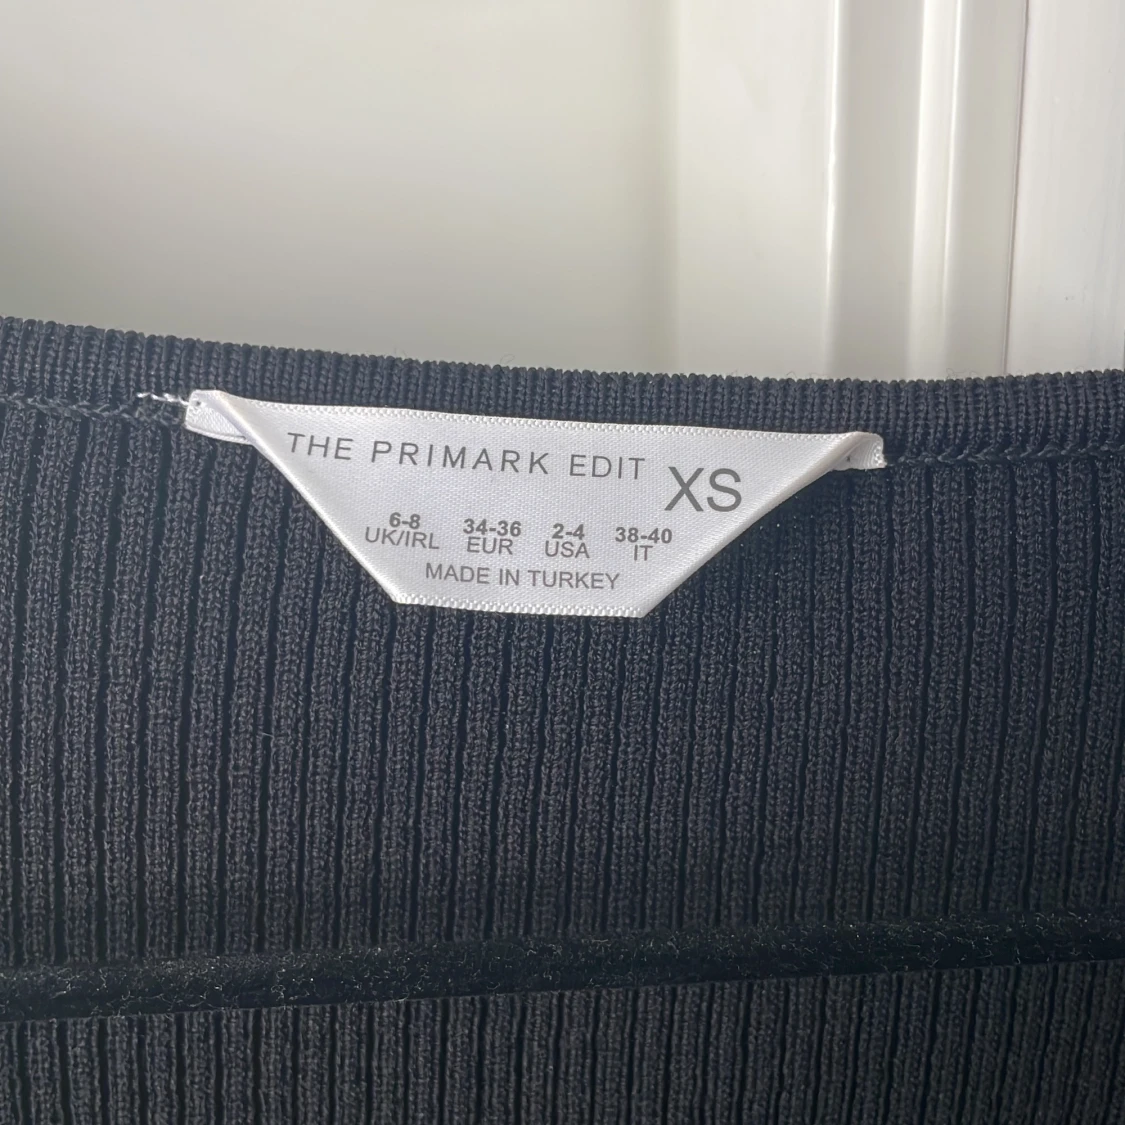 THE PRIMARK EDIT XS
6-8 34-36 2-4 38-40
UK/IRL EUR USA IT
MADE IN TURKEY